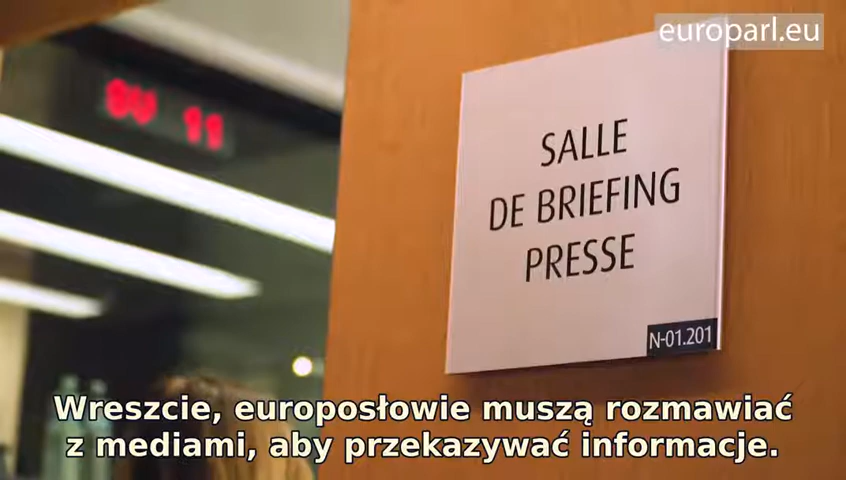 europarl.eu
SALLE
DE BRIEFING
PRESSE
N-01.201
Wreszcie, europosłowie muszą rozmawiać
z mediami, aby przekazywać informacje.